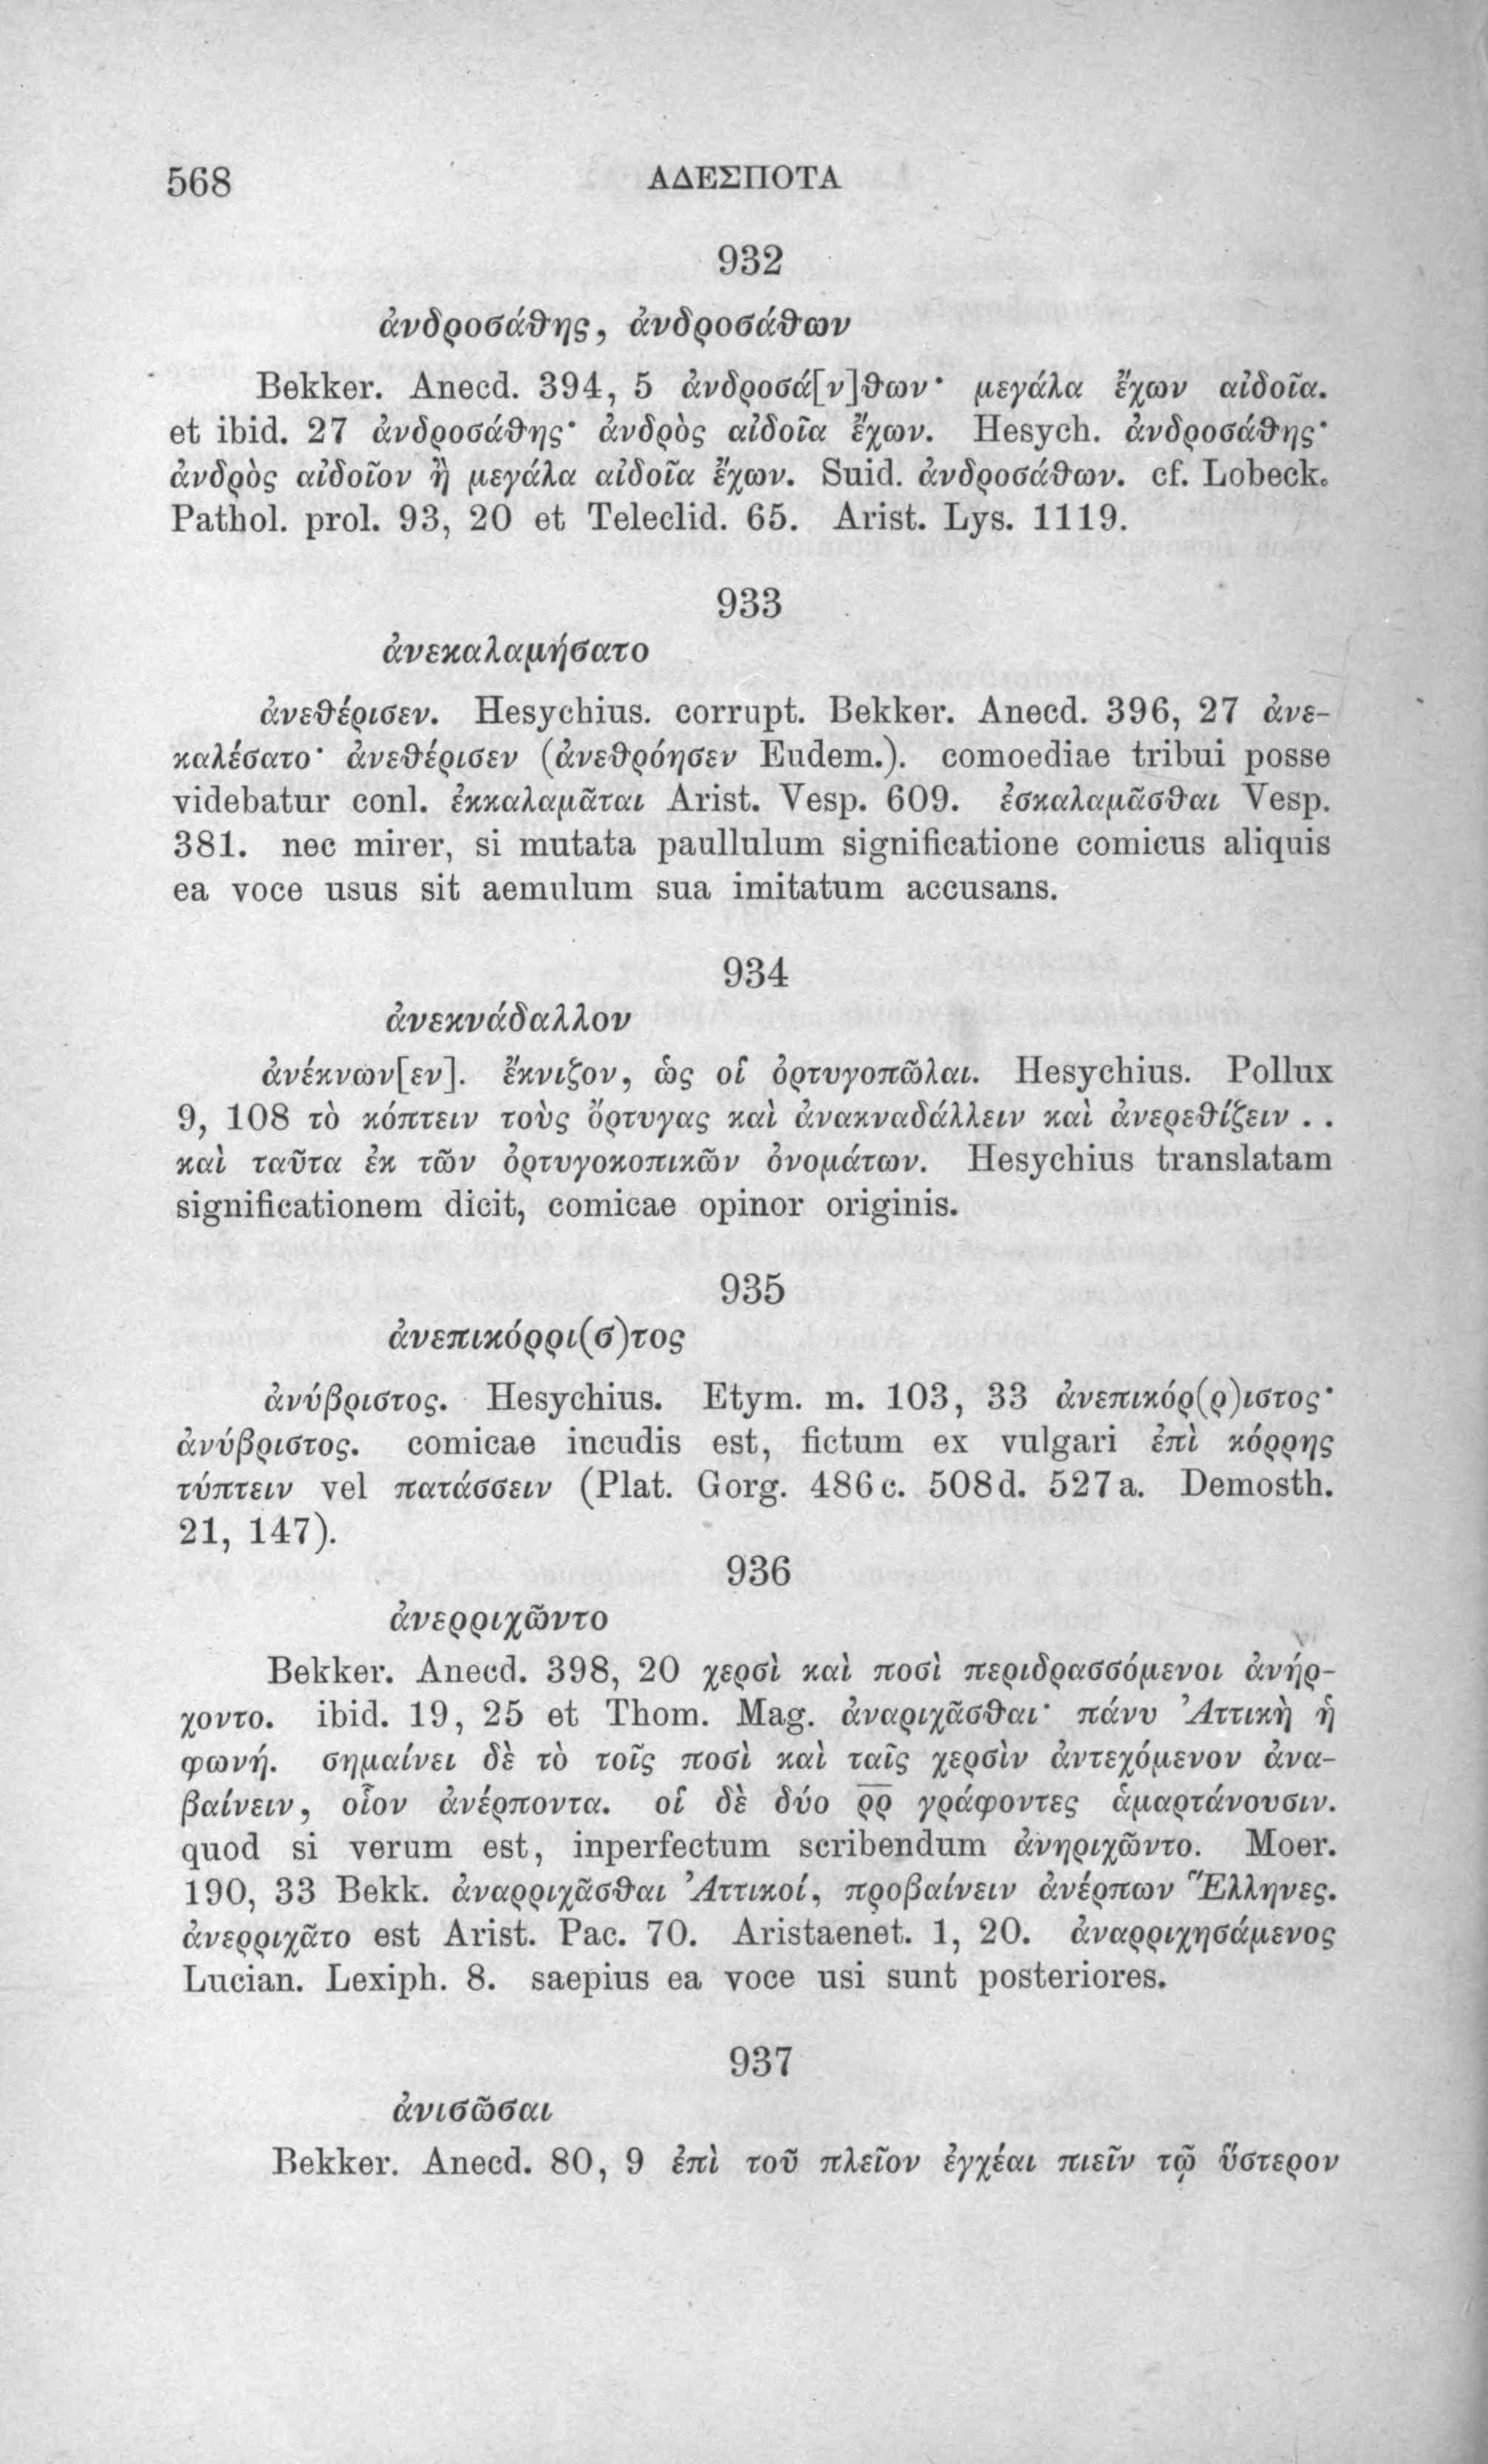 568 ΑΔΕΣΠΟΤΑ
932
ἀνδροσάθης, ἀνδροσάθων
Bekker. Anecd. 394, 5 ἀνδροσά[ν]θων· μεγάλα ἔχων αἰδοῖα.
et ibid. 27 ἀνδροσάθης· ἀνδρὸς αἰδοῖα ἔχων. Hesych. ἀνδροσάθης·
ἀνδρὸς αἰδοῖον ἢ μεγάλα αἰδοῖα ἔχων. Suid. ἀνδροσάθων. cf. Lobeck.
Pathol. prol. 93, 20 et Teleclid. 65. Arist. Lys. 1119.
933
ἀνεκαλαμήσατο
ἀνεθέρισεν. Hesychius. corrupt. Bekker. Anecd. 396, 27 ἀνε-
καλέσατο· ἀνεθέρισεν (ἀνεθρόησεν Eudem.). comoediae tribui posse
videbatur conl. ἐκκαλαμᾶται Arist. Vesp. 609. ἐσκαλαμᾶσθαι Vesp.
381. nec mirer, si mutata paullulum significatione comicus aliquis
ea voce usus sit aemulum sua imitatum accusans.
934
ἀνεκνάδαλλον
ἀνέκνων[εν]. ἔκνιζον, ὡς οἱ ὀρτυγοπῶλαι. Hesychius. Pollux
9, 108 τὸ κόπτειν τοὺς ὄρτυγας καὶ ἀνακναδάλλειν καὶ ἀνερεθίζειν . .
καὶ ταῦτα ἐκ τῶν ὀρτυγοκοπικῶν ὀνομάτων. Hesychius translatam
significationem dicit, comicae opinor originis.
935
ἀνεπικόρρι(σ)τος
ἀνύβριστος. Hesychius. Etym. m. 103, 33 ἀνεπικόρ(ρ)ιστος·
ἀνύβριστος. comicae incudis est, fictum ex vulgari ἐπὶ κόρρης
τύπτειν vel πατάσσειν (Plat. Gorg. 486 c. 508 d. 527 a. Demosth.
21, 147).
936
ἀνερριχῶντο
Bekker. Anecd. 398, 20 χερσὶ καὶ ποσὶ περιδρασσόμενοι ἀνήρ-
χοντο. ibid. 19, 25 et Thom. Mag. ἀναριχᾶσθαι· πάνυ Ἀττικὴ ἡ
φωνή. σημαίνει δὲ τὸ τοῖς ποσὶ καὶ ταῖς χερσὶν ἀντεχόμενον ἀνα-
βαίνειν, οἷον ἀνέρποντα. οἱ δὲ δύο ρ̅ρ̅ γράφοντες ἁμαρτάνουσιν.
quod si verum est, inperfectum scribendum ἀνηριχῶντο. Moer.
190, 33 Bekk. ἀναρριχᾶσθαι Ἀττικοί, προβαίνειν ἀνέρπων Ἕλληνες.
ἀνερριχᾶτο est Arist. Pac. 70. Aristaenet. 1, 20. ἀναρριχησάμενος
Lucian. Lexiph. 8. saepius ea voce usi sunt posteriores.
937
ἀνισῶσαι
Bekker. Anecd. 80, 9 ἐπὶ τοῦ πλεῖον ἐγχέαι πιεῖν τῷ ὕστερον